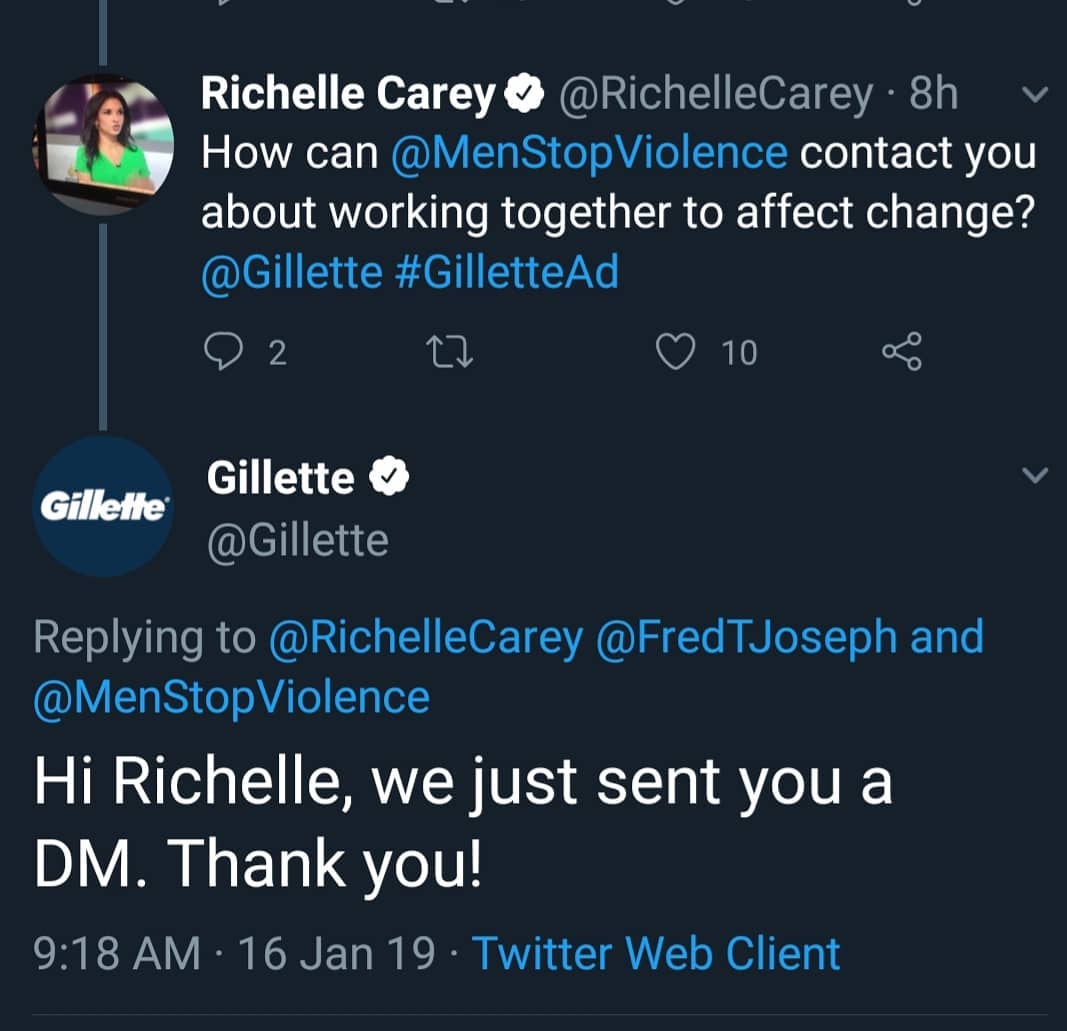 Richelle Carey @RichelleCarey · 8h
How can @MenStopViolence contact you
about working together to affect change?
@Gillette #GilletteAd
2 10
Gillette
Gillette
@Gillette
Replying to @RichelleCarey @FredTJoseph and
@MenStopViolence
Hi Richelle, we just sent you a
DM. Thank you!
9:18 AM · 16 Jan 19 · Twitter Web Client